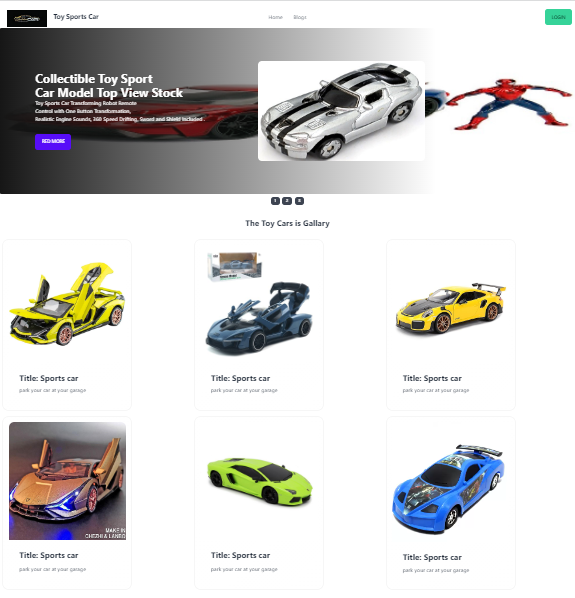 Toy Sports Car
Home
Blogs
LOGIN
Collectible Toy Sport
Car Model Top View Stock
Toy Sports Car Transforming Robot Remote
Control with One Button Transformation,
Realistic Engine Sounds, 360 Speed Drifting, Sword and Shield Included .
RED MORE
1 2 3
The Toy Cars is Gallary
Title: Sports car
park your car at your garage
Title: Sports car
park your car at your garage
Title: Sports car
park your car at your garage
MAKE IN
CHEZHI & LANBO
Title: Sports car
park your car at your garage
Title: Sports car
park your car at your garage
Title: Sports car
park your car at your garage